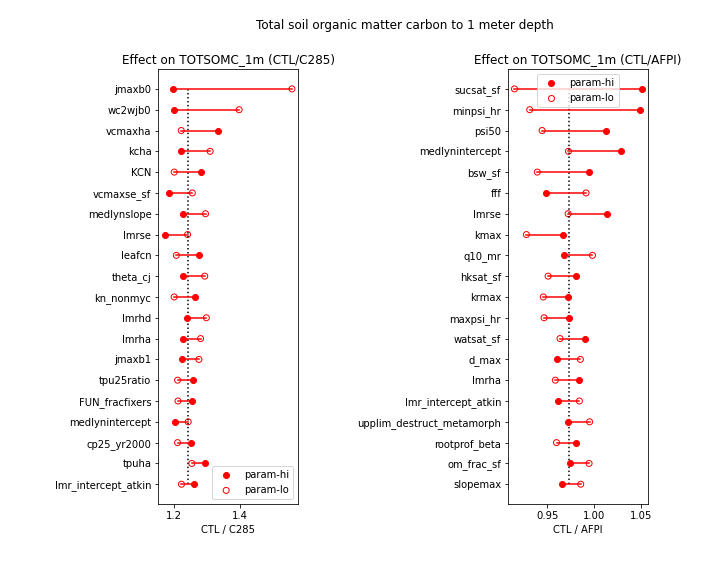 Total soil organic matter carbon to 1 meter depth
Effect on TOTSOMC_1m (CTL/C285)
jmaxb0
wc2wjb0
vcmaxha
kcha
KCN
vcmaxse_sf
medlynslope
lmrse
leafcn
theta_cj
kn_nonmyc
lmrhd
lmrha
jmaxb1
tpu25ratio
FUN_fracfixers
medlynintercept
cp25_yr2000
tpuha
lmr_intercept_atkin
param-hi
param-lo
1.2 1.4
CTL / C285
Effect on TOTSOMC_1m (CTL/AFPI)
param-hi
param-lo
sucsat_sf
minpsi_hr
psi50
medlynintercept
bsw_sf
fff
lmrse
kmax
q10_mr
hksat_sf
krmax
maxpsi_hr
watsat_sf
d_max
lmrha
lmr_intercept_atkin
upplim_destruct_metamorph
rootprof_beta
om_frac_sf
slopemax
0.95 1.00 1.05
CTL / AFPI